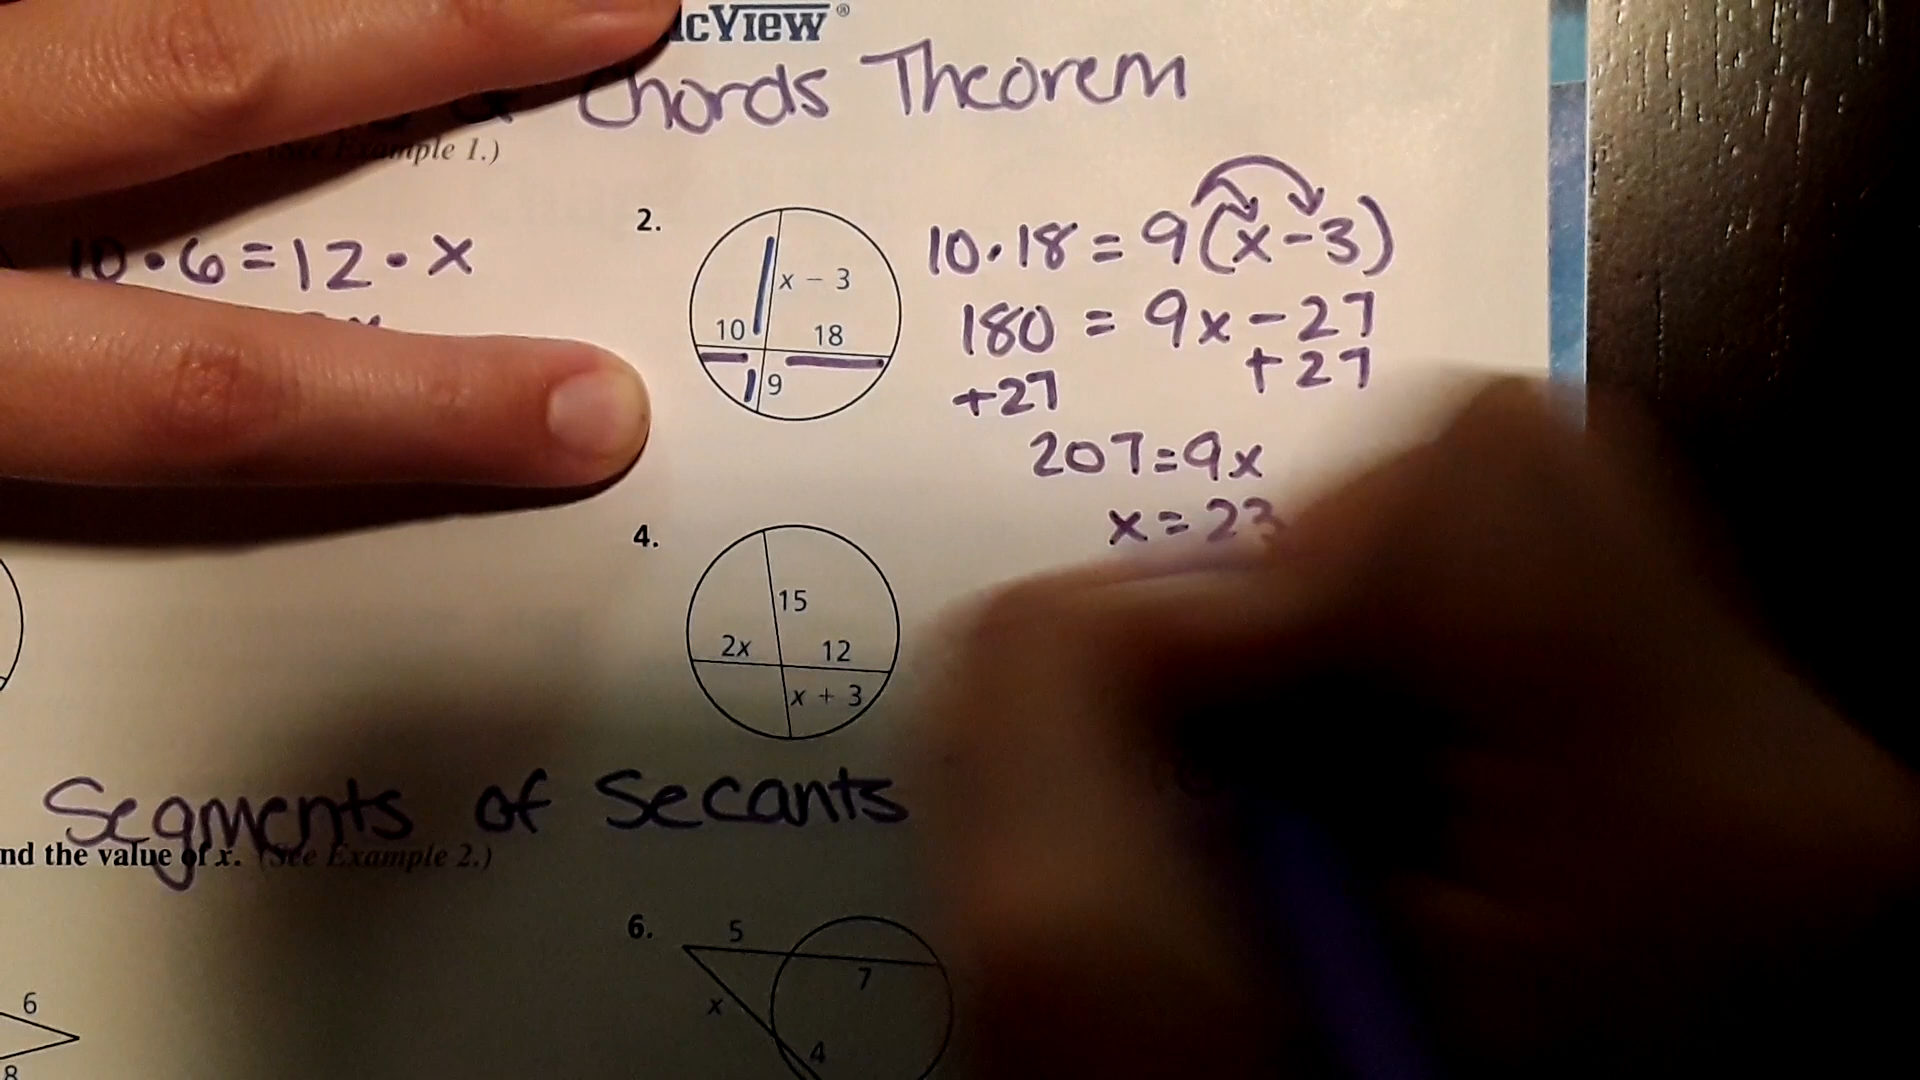 Chords Theorem
Example 1.)
10 • 6 = 12 • x
2.
x − 3
10
18
9
10 • 18 = 9(x − 3)
180 = 9x − 27
+27 +27
207 = 9x
x = 23
4.
15
2x
12
x + 3
Segments of Secants
nd the value of x. (See Example 2.)
6.
5
7
x
4
6
8